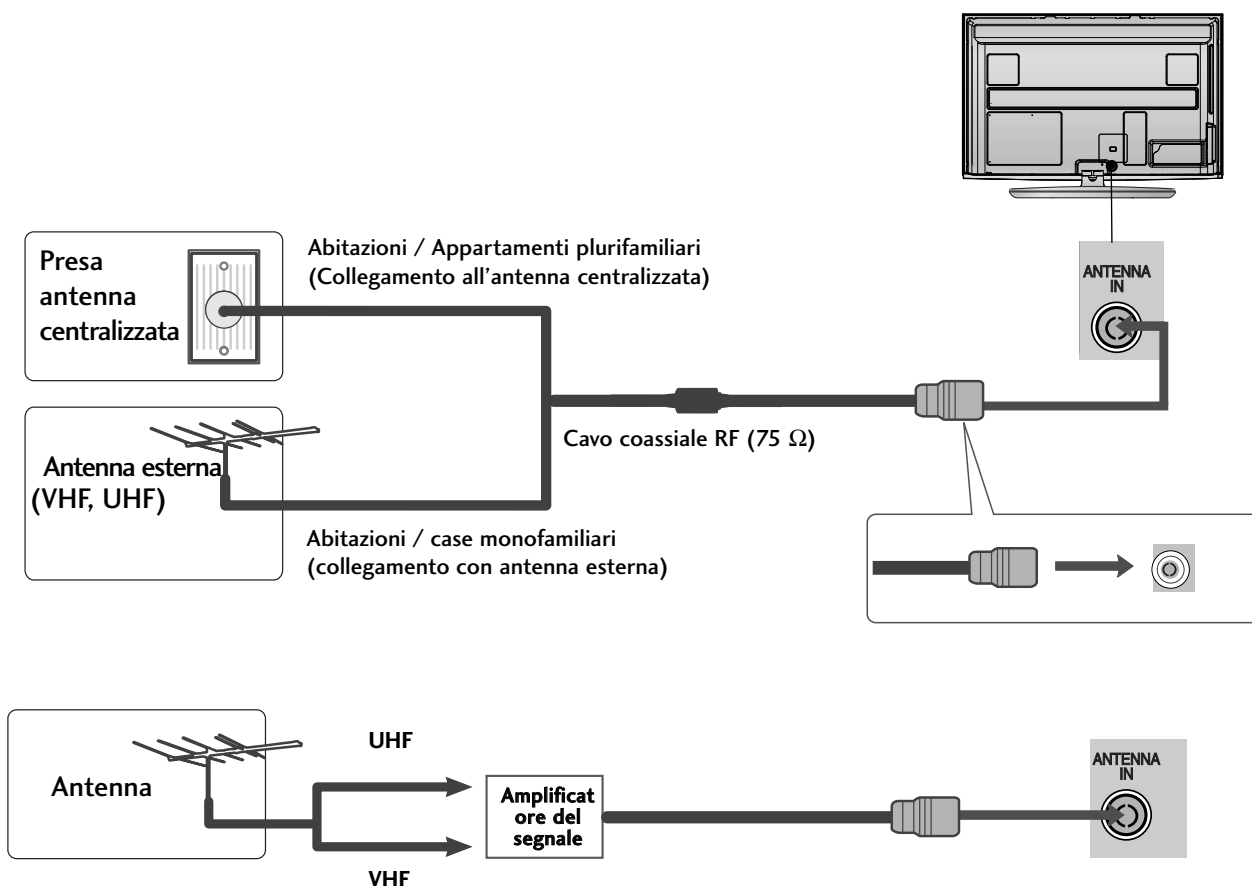 ANTENNA
IN
Presa
antenna
centralizzata
Abitazioni / Appartamenti plurifamiliari
(Collegamento all’antenna centralizzata)
Antenna esterna
(VHF, UHF)
Cavo coassiale RF (75 Ω)
Abitazioni / case monofamiliari
(collegamento con antenna esterna)
Antenna
UHF
VHF
Amplificat
ore del
segnale
ANTENNA
IN